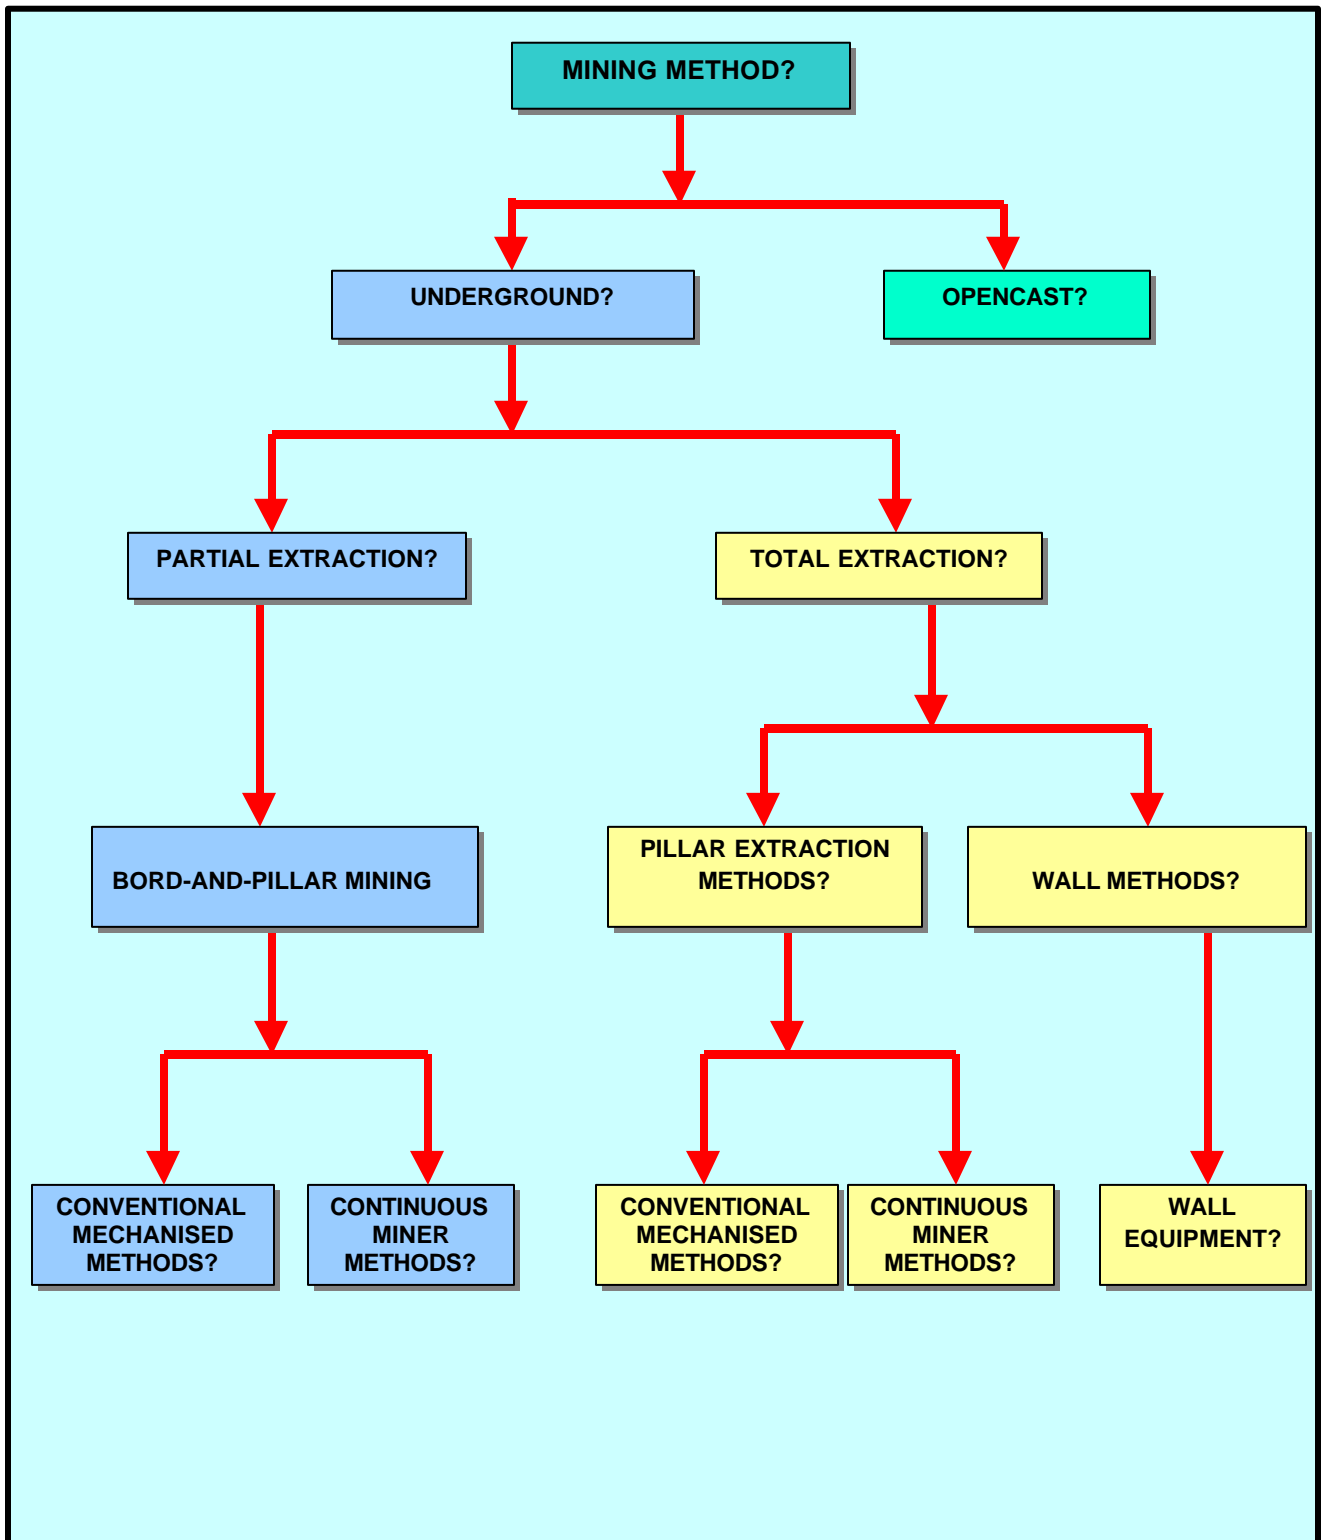 MINING METHOD?
UNDERGROUND?
OPENCAST?
PARTIAL EXTRACTION?
TOTAL EXTRACTION?
BORD-AND-PILLAR MINING
PILLAR EXTRACTION
METHODS?
WALL METHODS?
CONVENTIONAL
MECHANISED
METHODS?
CONTINUOUS
MINER
METHODS?
CONVENTIONAL
MECHANISED
METHODS?
CONTINUOUS
MINER
METHODS?
WALL
EQUIPMENT?